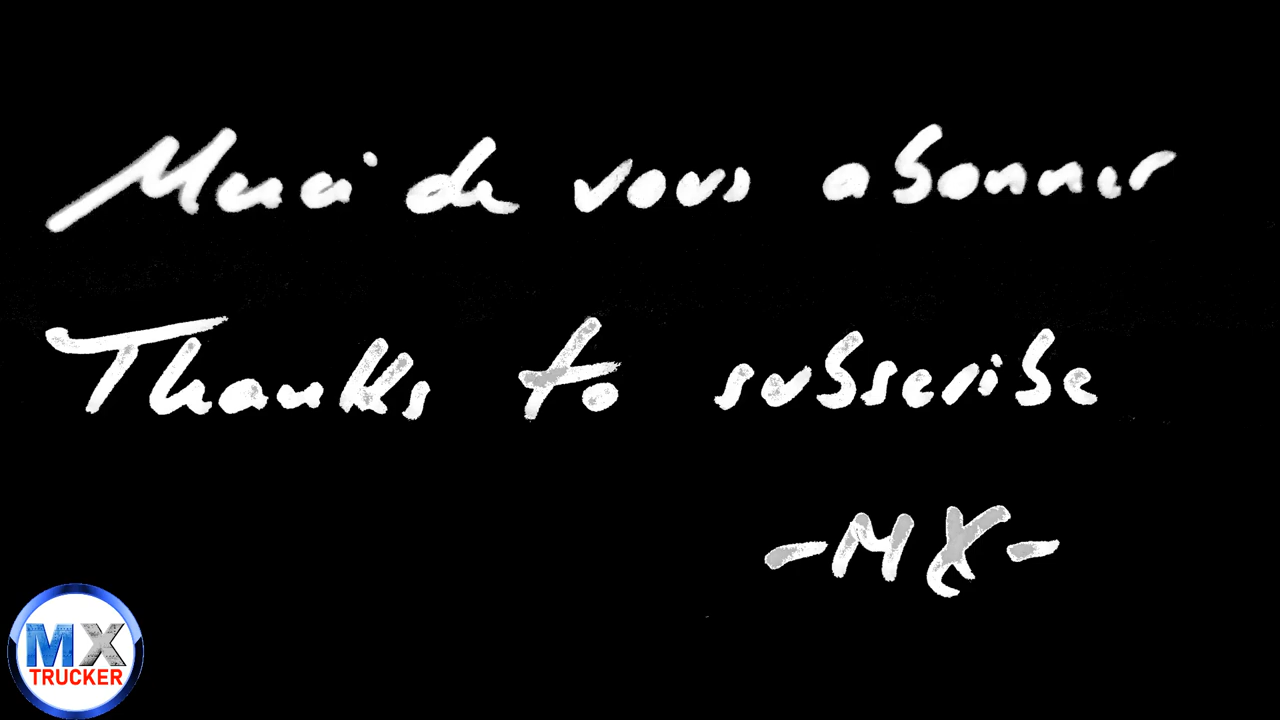 Merci de vous abonner
Thanks to subscribe
-MX-
MX
TRUCKER